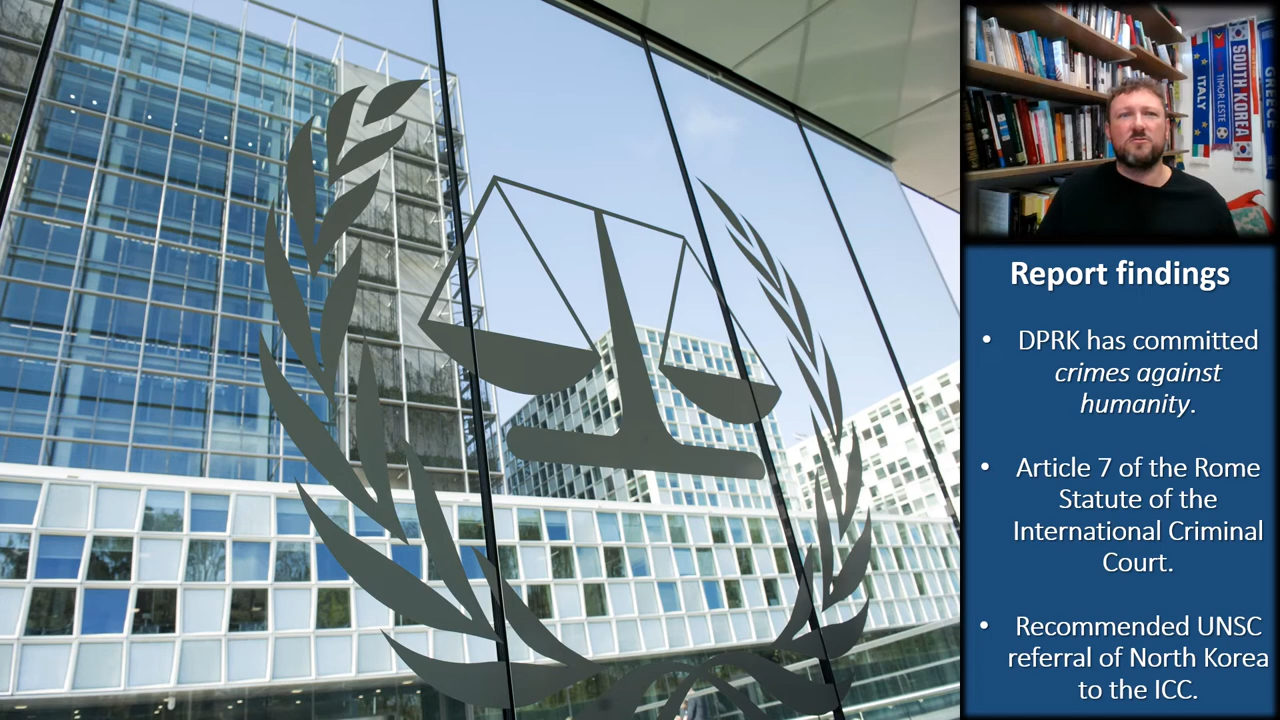 ITALY
TIMOR LESTE
SOUTH KOREA
GREECE
Report findings
• DPRK has committed
crimes against
humanity.
• Article 7 of the Rome
Statute of the
International Criminal
Court.
• Recommended UNSC
referral of North Korea
to the ICC.